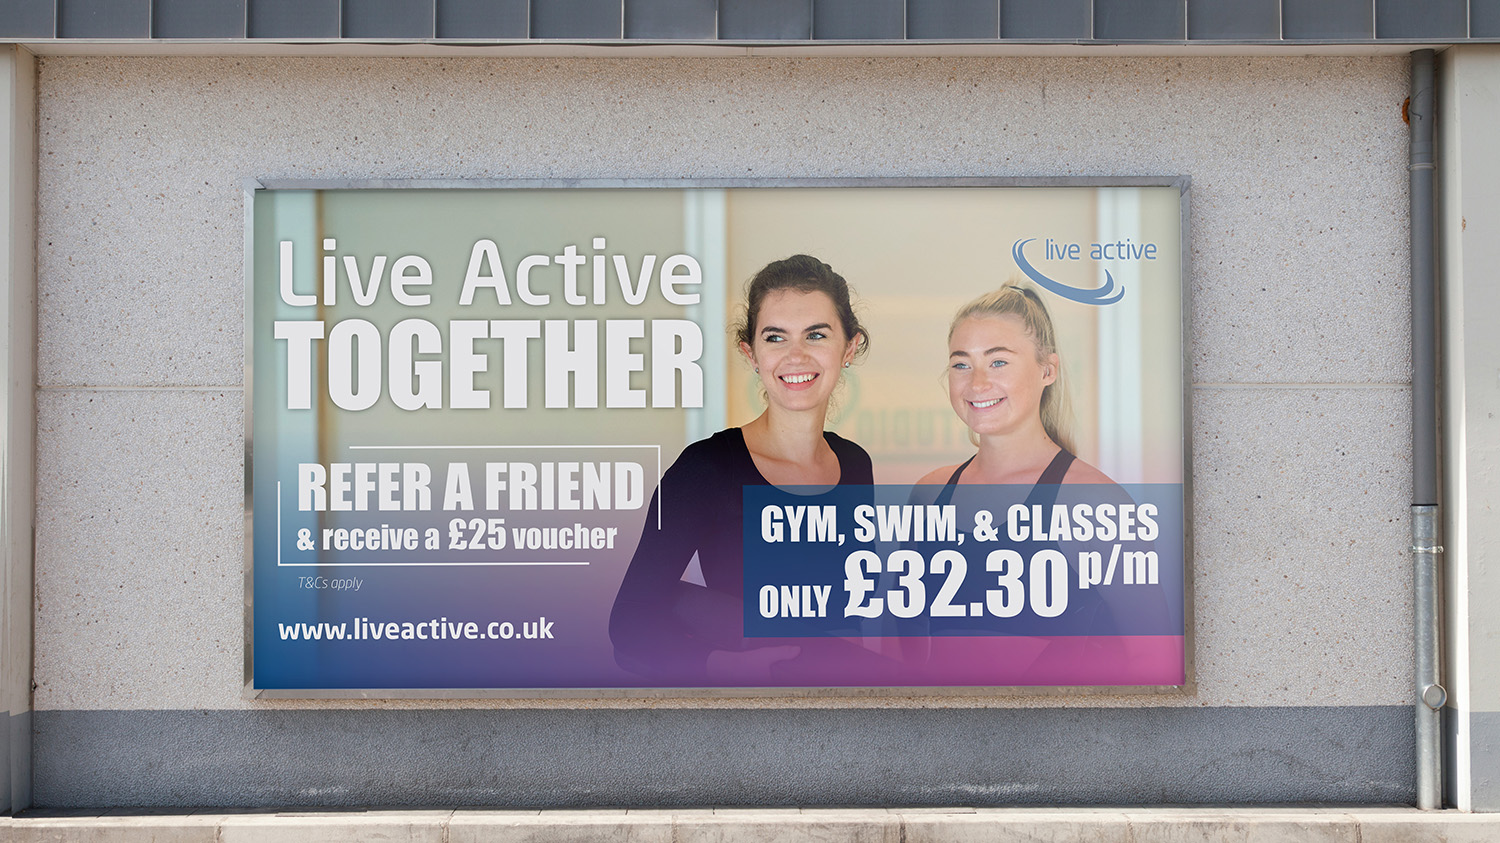 Live Active
TOGETHER
REFER A FRIEND
& receive a £25 voucher
T&Cs apply
www.liveactive.co.uk
live active
GYM, SWIM, & CLASSES
ONLY £32.30 p/m